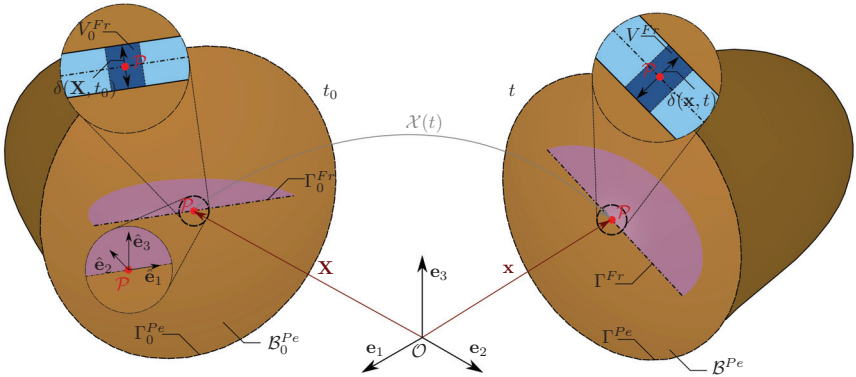 V_0^{Fr}
𝒫
δ(X, t_0)
t_0
𝒳(t)
Γ_0^{Fr}
𝒫
ê_3
ê_2
ê_1
𝒫
X
Γ_0^{Pe}
ℬ_0^{Pe}
e_3
e_1
𝒪
e_2
t
V^{Fr}
𝒫
δ(x, t)
𝒫
x
Γ^{Fr}
Γ^{Pe}
ℬ^{Pe}